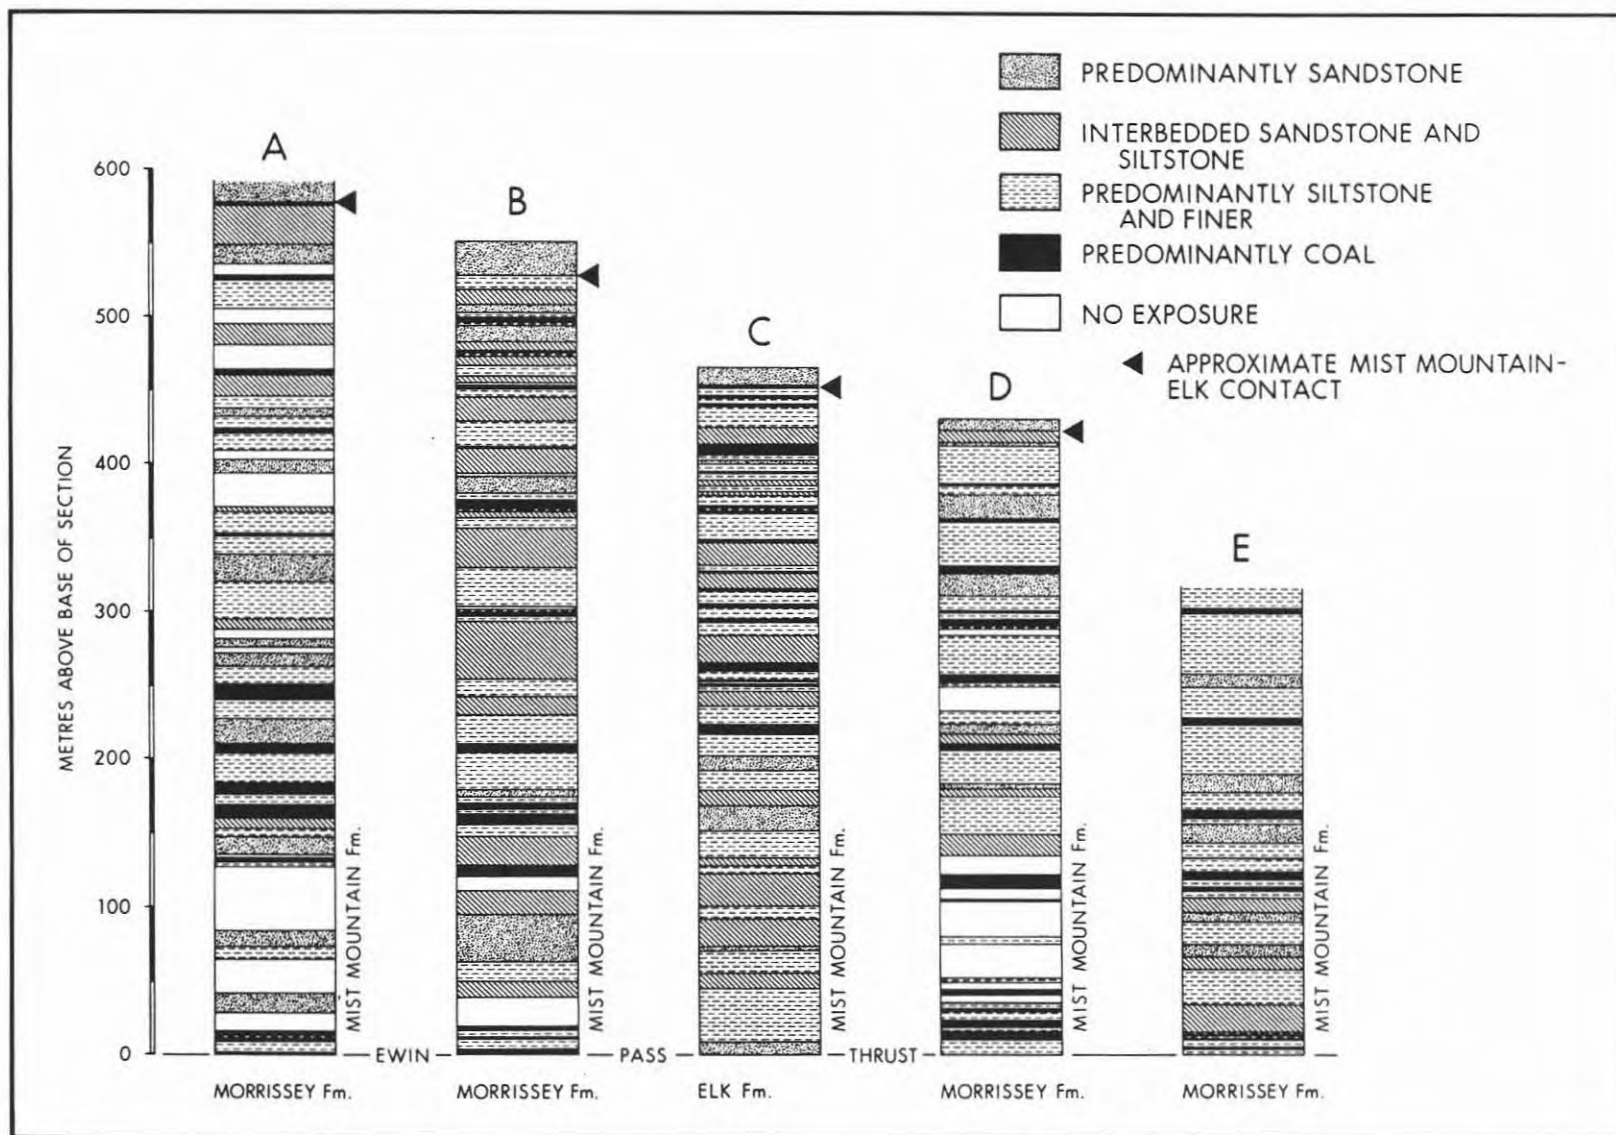 PREDOMINANTLY SANDSTONE
INTERBEDDED SANDSTONE AND
SILTSTONE
PREDOMINANTLY SILTSTONE
AND FINER
PREDOMINANTLY COAL
NO EXPOSURE
APPROXIMATE MIST MOUNTAIN-
ELK CONTACT
A
B
C
D
E
METRES ABOVE BASE OF SECTION
600
500
400
300
200
100
0
MIST MOUNTAIN Fm.
MIST MOUNTAIN Fm.
MIST MOUNTAIN Fm.
MIST MOUNTAIN Fm.
MIST MOUNTAIN Fm.
EWIN
PASS
THRUST
MORRISSEY Fm.
MORRISSEY Fm.
ELK Fm.
MORRISSEY Fm.
MORRISSEY Fm.